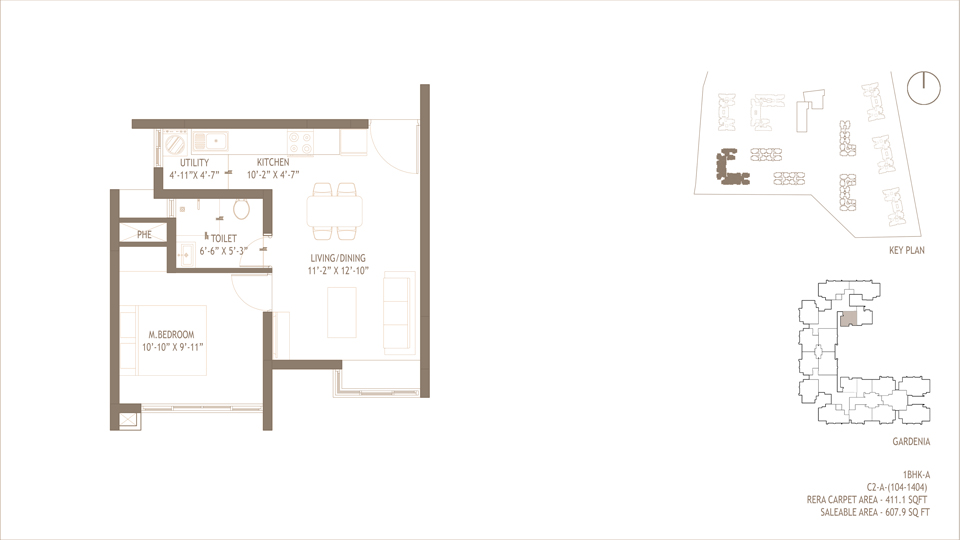 UTILITY
4'-11"X 4'-7"
KITCHEN
10'-2" X 4'-7"
PHE
TOILET
6'-6" X 5'-3"
LIVING/DINING
11'-2" X 12'-10"
M.BEDROOM
10'-10" X 9'-11"
KEY PLAN
GARDENIA
1BHK-A
C2-A-(104-1404)
RERA CARPET AREA - 411.1 SQFT
SALEABLE AREA - 607.9 SQ FT